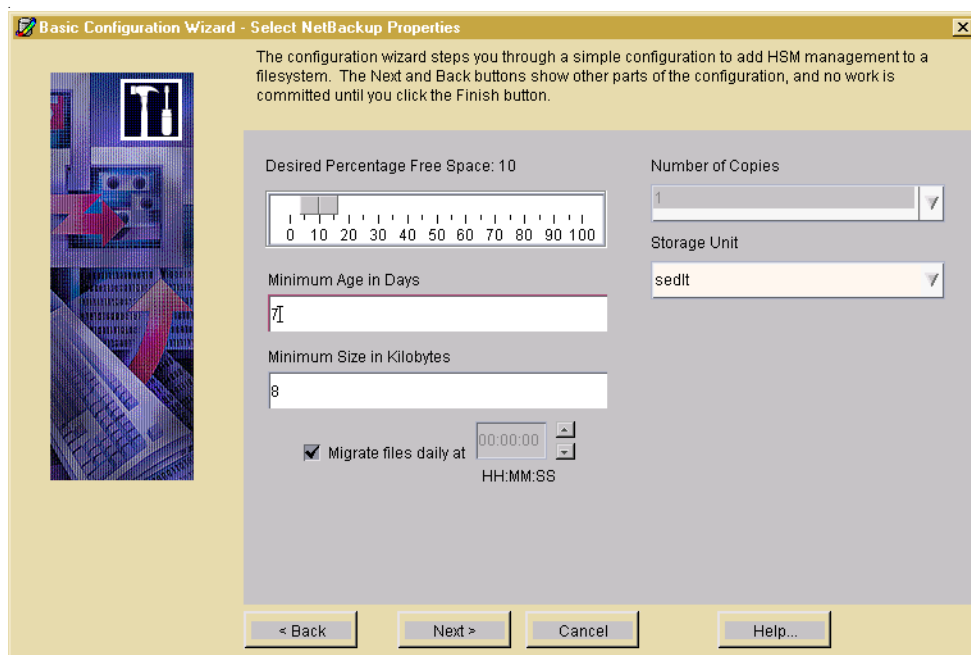 Basic Configuration Wizard - Select NetBackup Properties
The configuration wizard steps you through a simple configuration to add HSM management to a
filesystem. The Next and Back buttons show other parts of the configuration, and no work is
committed until you click the Finish button.
Desired Percentage Free Space: 10
0 10 20 30 40 50 60 70 80 90 100
Minimum Age in Days
7
Minimum Size in Kilobytes
8
Migrate files daily at 00:00:00
HH:MM:SS
Number of Copies
1
Storage Unit
sedlt
< Back Next > Cancel Help...